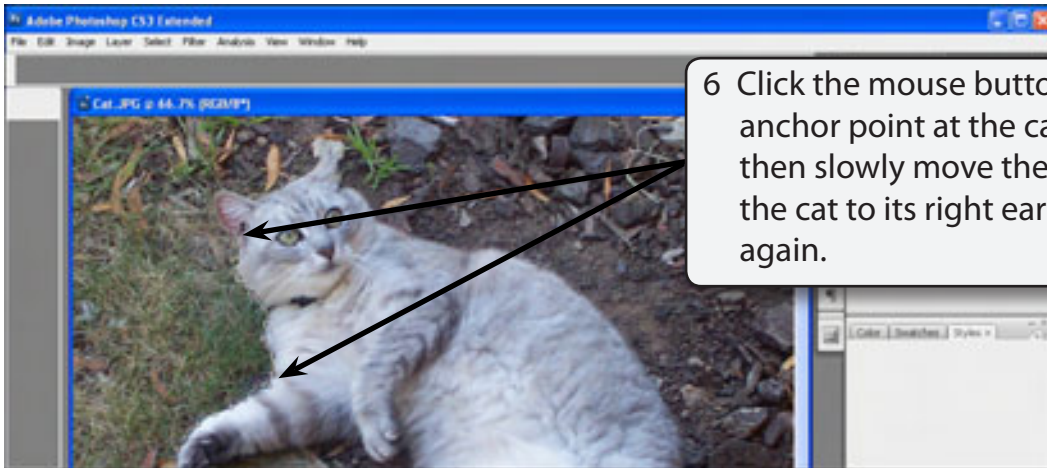 Adobe Photoshop CS3 Extended
File Edit Image Layer Select Filter Analysis View Window Help
Cat.JPG @ 66.7% (RGB/8*)
6 Click the mouse butto
anchor point at the ca
then slowly move the
the cat to its right ear
again.
Color Swatches Styles x